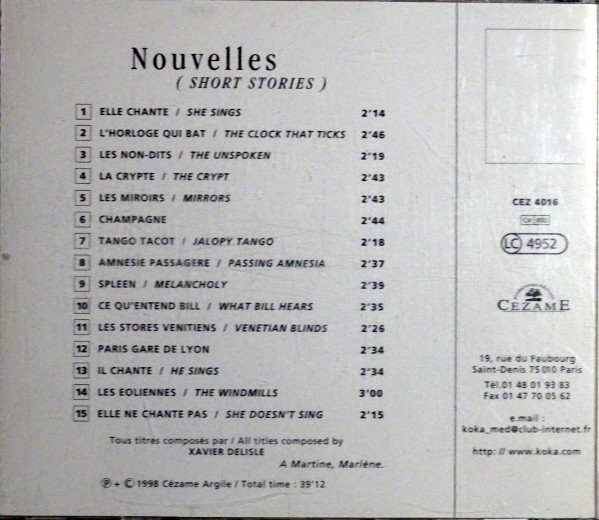 Nouvelles
( SHORT STORIES )
1 ELLE CHANTE / SHE SINGS 2'14
2 L'HORLOGE QUI BAT / THE CLOCK THAT TICKS 2'46
3 LES NON-DITS / THE UNSPOKEN 2'19
4 LA CRYPTE / THE CRYPT 2'43
5 LES MIROIRS / MIRRORS 2'43
6 CHAMPAGNE 2'44
7 TANGO TACOT / JALOPY TANGO 2'18
8 AMNESIE PASSAGERE / PASSING AMNESIA 2'37
9 SPLEEN / MELANCHOLY 2'39
10 CE QU'ENTEND BILL / WHAT BILL HEARS 2'35
11 LES STORES VENITIENS / VENETIAN BLINDS 2'26
12 PARIS GARE DE LYON 2'34
13 IL CHANTE / HE SINGS 2'34
14 LES EOLIENNES / THE WINDMILLS 3'00
15 ELLE NE CHANTE PAS / SHE DOESN'T SING 2'15
Tous titres composés par / All titles composed by
XAVIER DELISLE
A Martine, Marlène.
℗ + © 1998 Cézame Argile / Total time : 39'12
CEZ 4016
LC 4952
CEZAME
19, rue du Faubourg
Saint-Denis 75010 Paris
Tel.01 48 01 93 83
Fax 01 47 70 05 62
e.mail :
koka_med@club-internet.fr
http: // www.koka.com